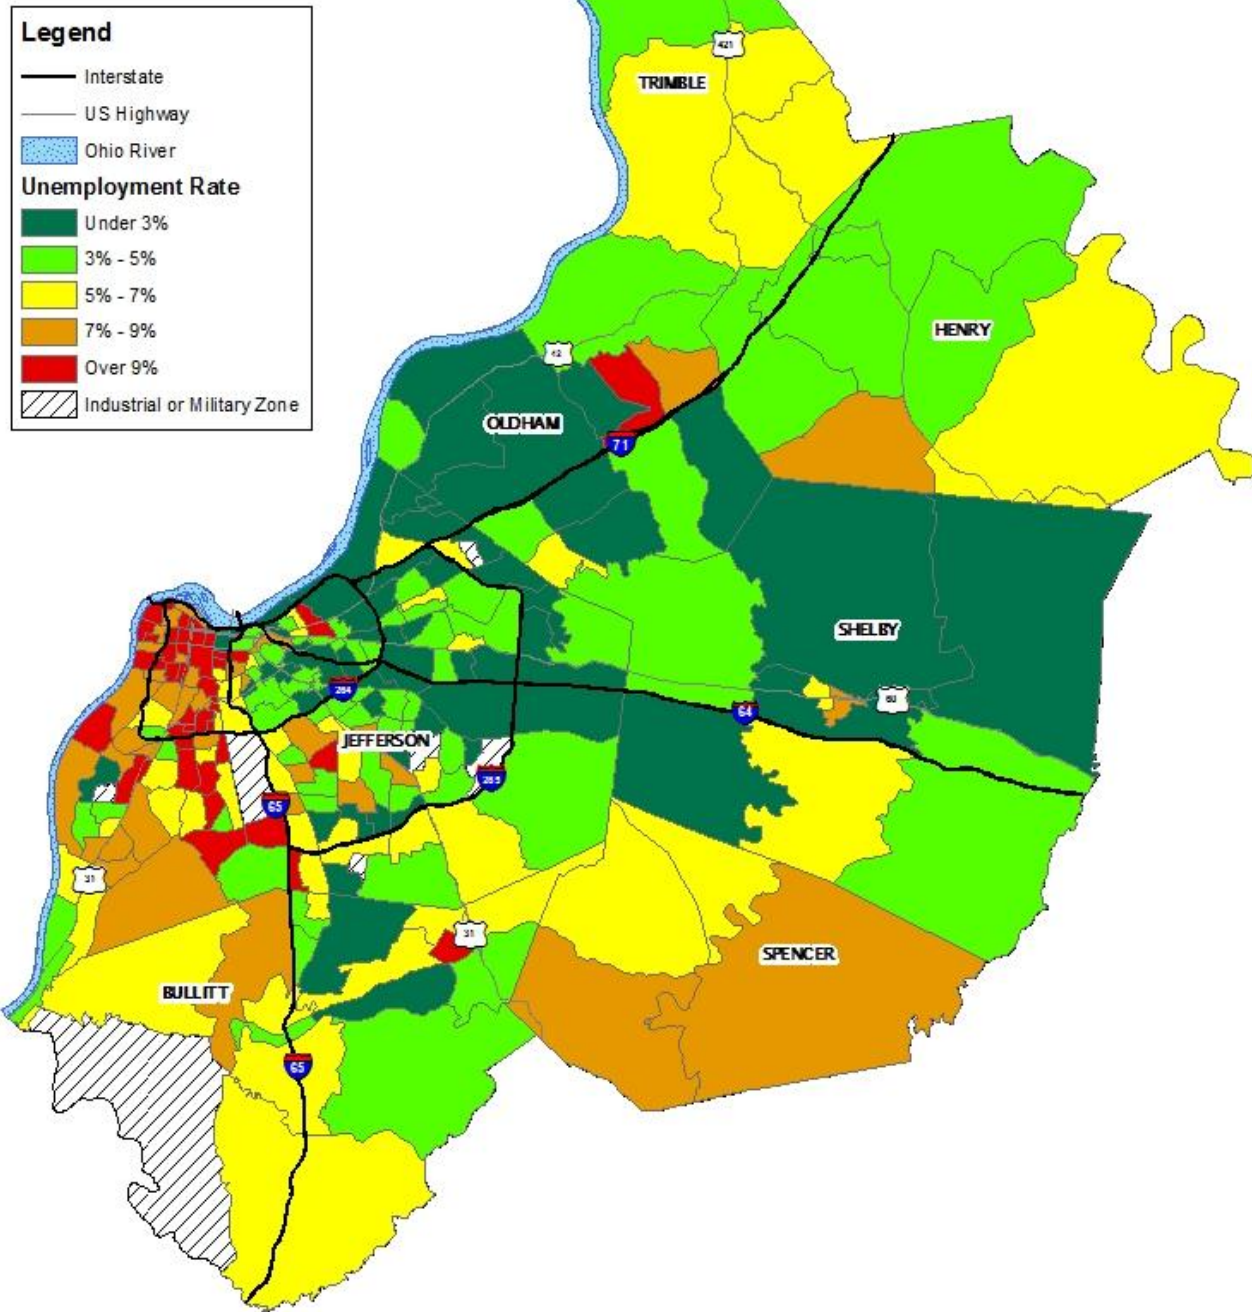 Legend
Interstate
US Highway
Ohio River
Unemployment Rate
Under 3%
3% - 5%
5% - 7%
7% - 9%
Over 9%
Industrial or Military Zone
421
TRIMBLE
HENRY
42
OLDHAM
71
SHELBY
264
60
64
JEFFERSON
265
65
31
31
SPENCER
BULLITT
65